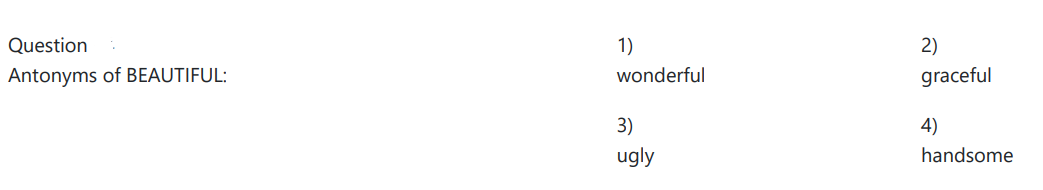 Question
Antonyms of BEAUTIFUL:
1)
wonderful
2)
graceful
3)
ugly
4)
handsome